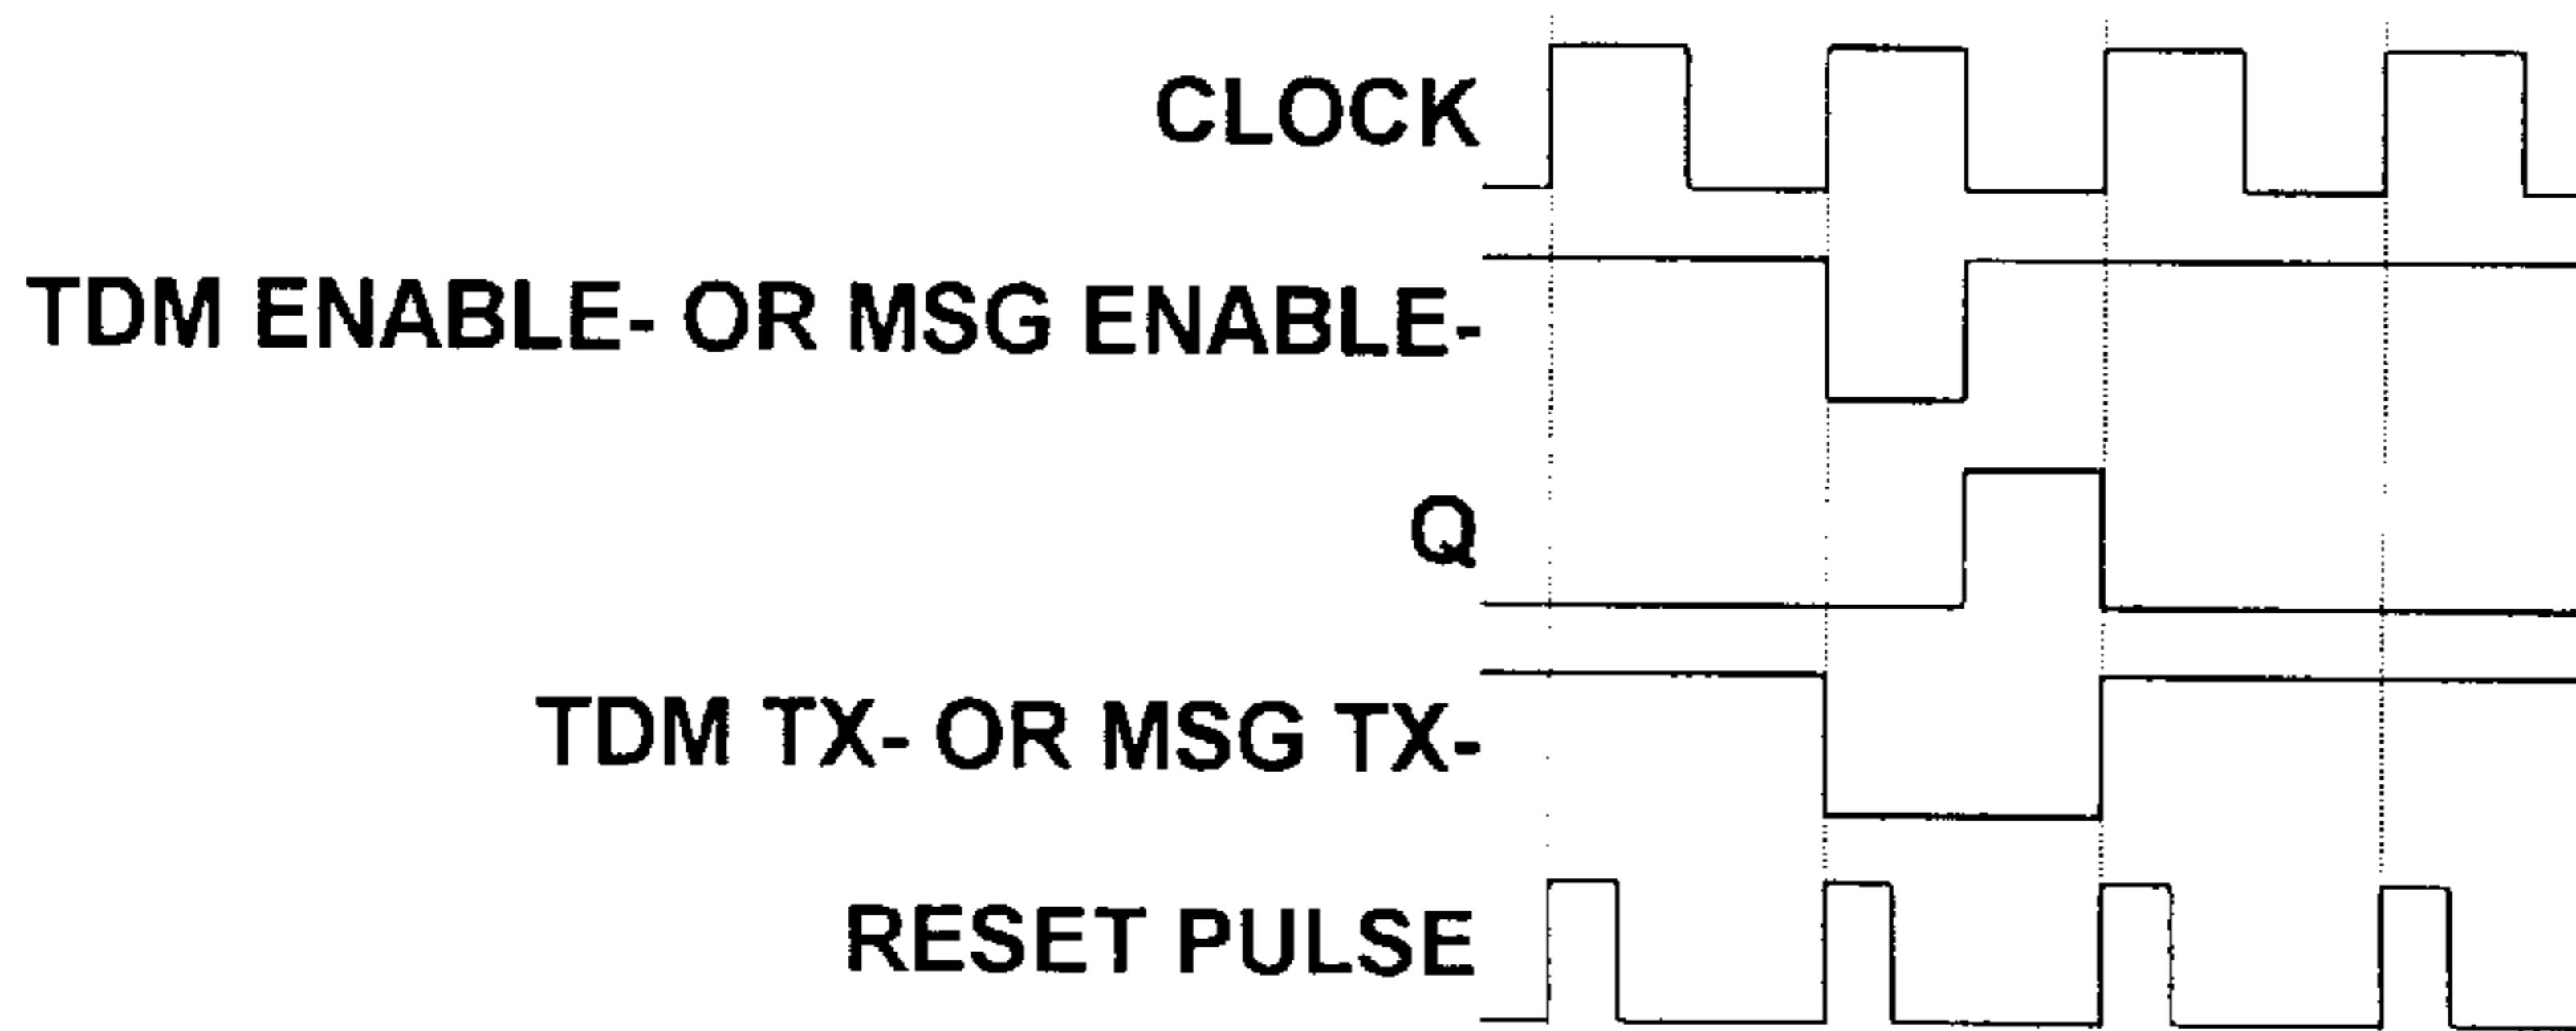 CLOCK
TDM ENABLE- OR MSG ENABLE-
Q
TDM TX- OR MSG TX-
RESET PULSE